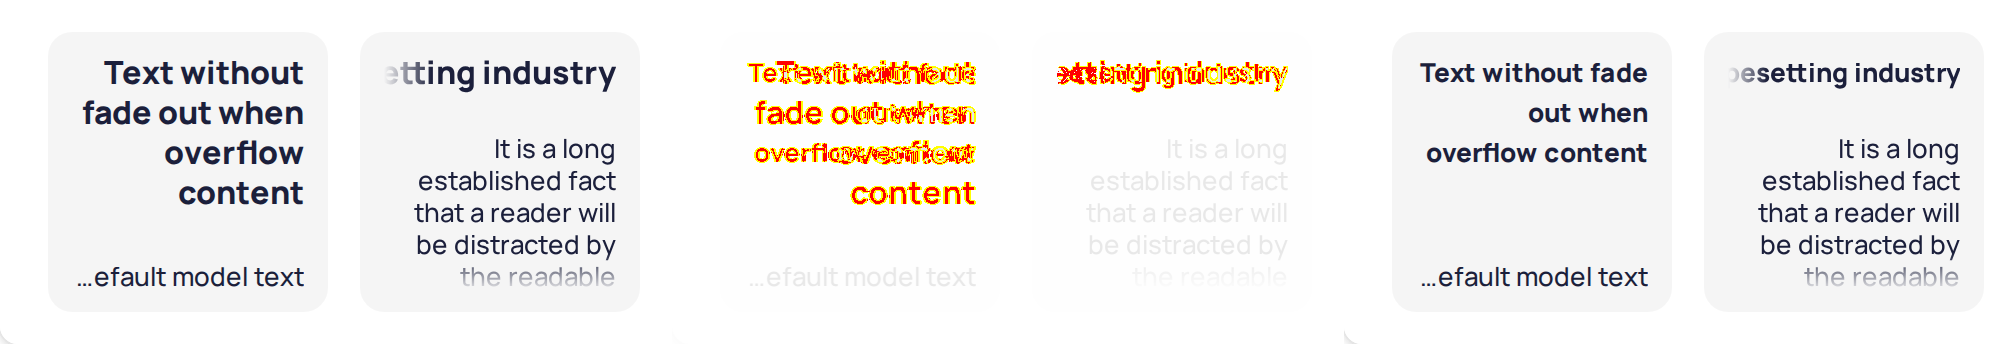 Text without
fade out when
overflow
content
...efault model text
etting industry
It is a long
established fact
that a reader will
be distracted by
the readable
fade out when
content
...efault model text
It is a long
established fact
that a reader will
be distracted by
the readable
Text without fade
out when
overflow content
...efault model text
esetting industry
It is a long
established fact
that a reader will
be distracted by
the readable